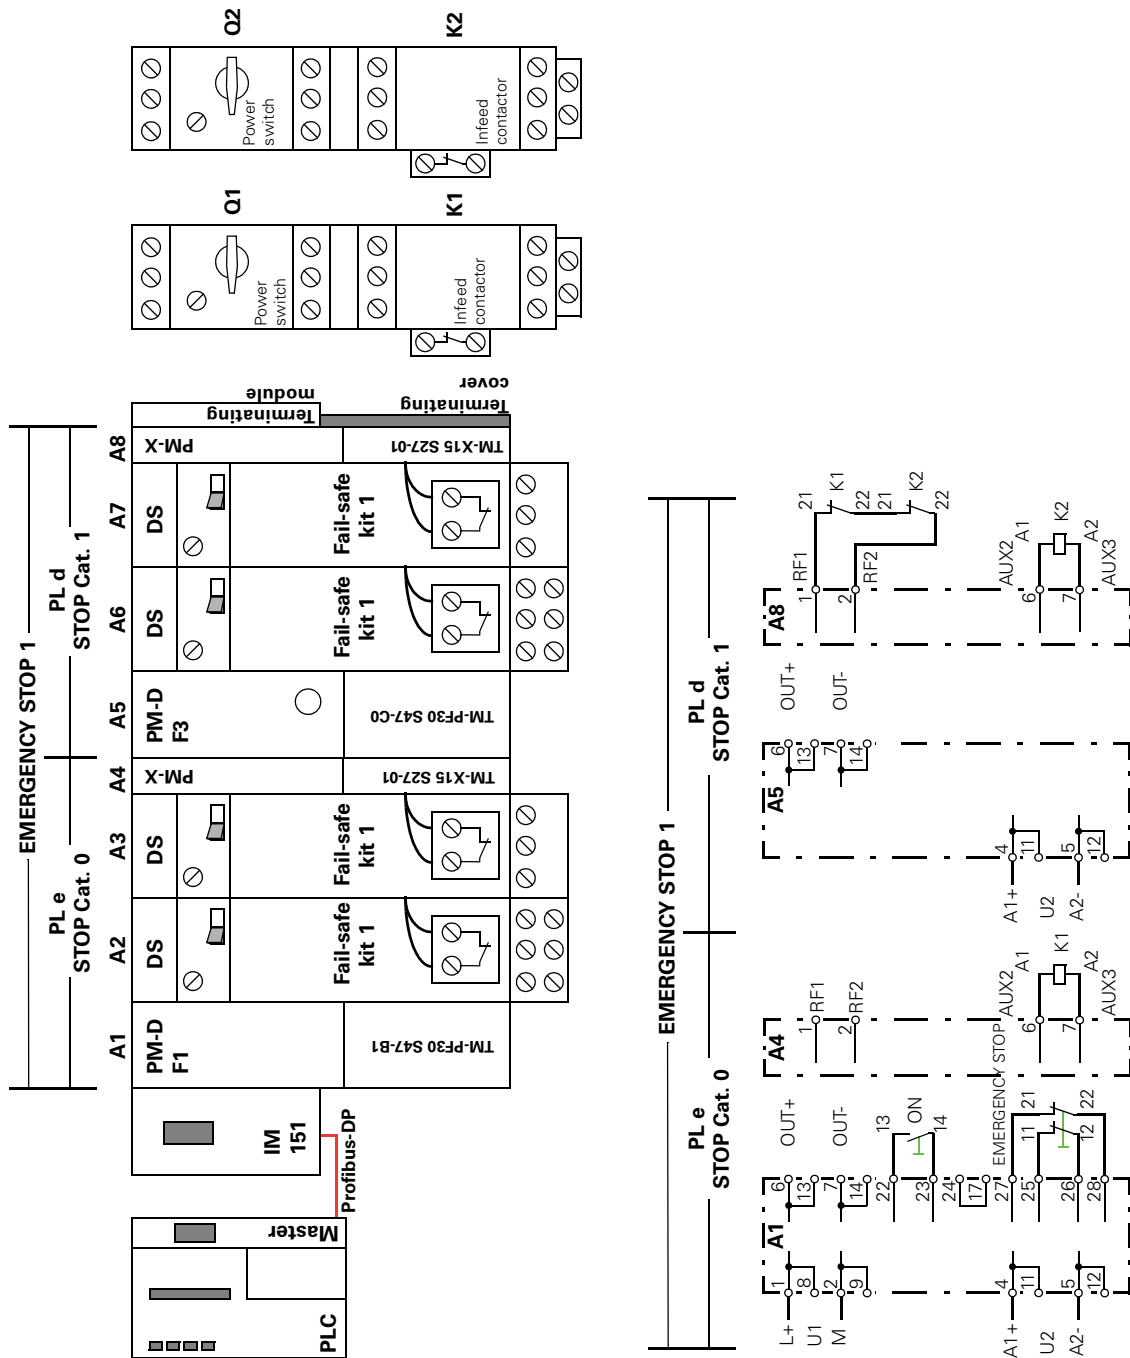 EMERGENCY STOP 1
PL e
STOP Cat. 0
PL d
STOP Cat. 1
A1
A2
A3
A4
A5
A6
A7
A8
Q1
Q2
PLC
Master
Profibus-DP
IM
151
PM-D
F1
TM-PF30 S47-B1
DS
Fail-safe
kit 1
DS
Fail-safe
kit 1
PM-X
TM-X15 S27-01
PM-D
F3
TM-PF30 S47-C0
DS
Fail-safe
kit 1
DS
Fail-safe
kit 1
PM-X
TM-X15 S27-01
Terminating
module
Terminating
cover
Power
switch
Infeed
contactor
K1
Power
switch
Infeed
contactor
K2
EMERGENCY STOP 1
PL e
STOP Cat. 0
PL d
STOP Cat. 1
L+
U1
M
A1+
U2
A2-
1
8
2
9
4
11
5
12
A1
6
13
7
14
22
23
24
17
27
25
26
28
OUT+
OUT-
13
ON
14
EMERGENCY STOP
11
21
12
22
A4
1
2
RF1
RF2
6
7
AUX2
A1
K1
A2
AUX3
A1+
U2
A2-
4
11
5
12
A5
6
13
7
14
OUT+
OUT-
A8
1
2
RF1
RF2
21
K1
22
21
K2
22
6
7
AUX2
A1
K2
A2
AUX3